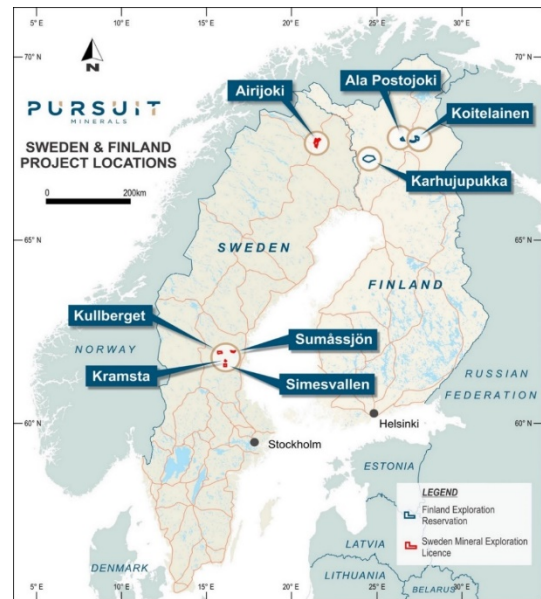 5° E
10° E
15° E
20° E
25° E
30° E
70° N
70° N
N
PURSUIT
MINERALS
SWEDEN & FINLAND
PROJECT LOCATIONS
0
200km
Airijoki
Ala Postojoki
Koitelainen
Karhujupukka
65° N
65° N
SWEDEN
FINLAND
Kullberget
Sumåssjön
NORWAY
Kramsta
Simesvallen
RUSSIAN
FEDERATION
60° N
60° N
Helsinki
Stockholm
ESTONIA
LEGEND
Finland Exploration
Reservation
Sweden Mineral Exploration
Licence
LATVIA
DENMARK
LITHUANIA
BELARUS
5° E
10° E
15° E
20° E
25° E
30° E